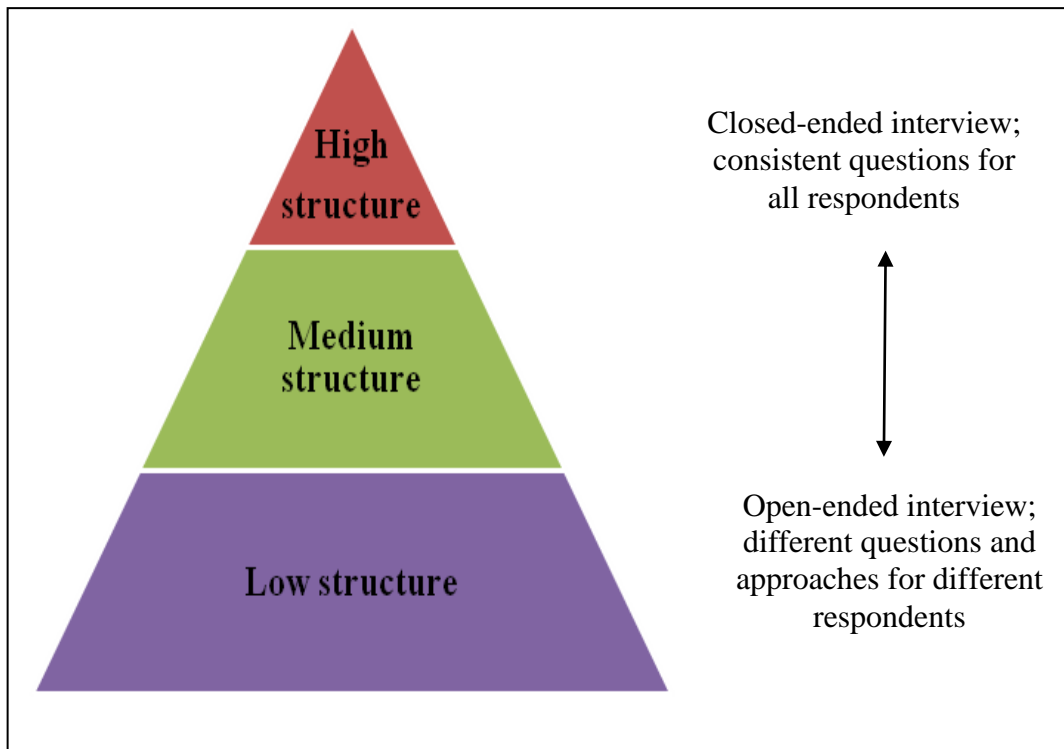 High
structure
Medium
structure
Low structure
Closed-ended interview;
consistent questions for
all respondents
Open-ended interview;
different questions and
approaches for different
respondents